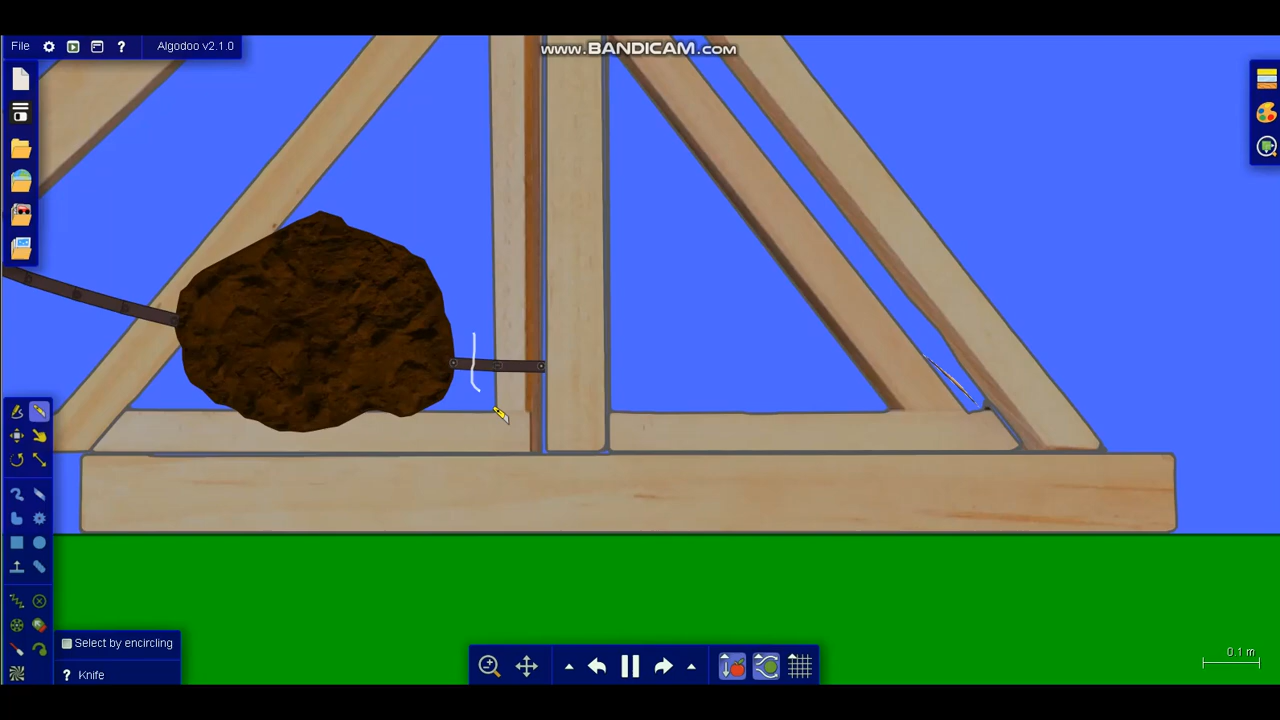 File ? Algodoo v2.1.0
www.BANDICAM.com
Select by encircling
? Knife
0.1 m